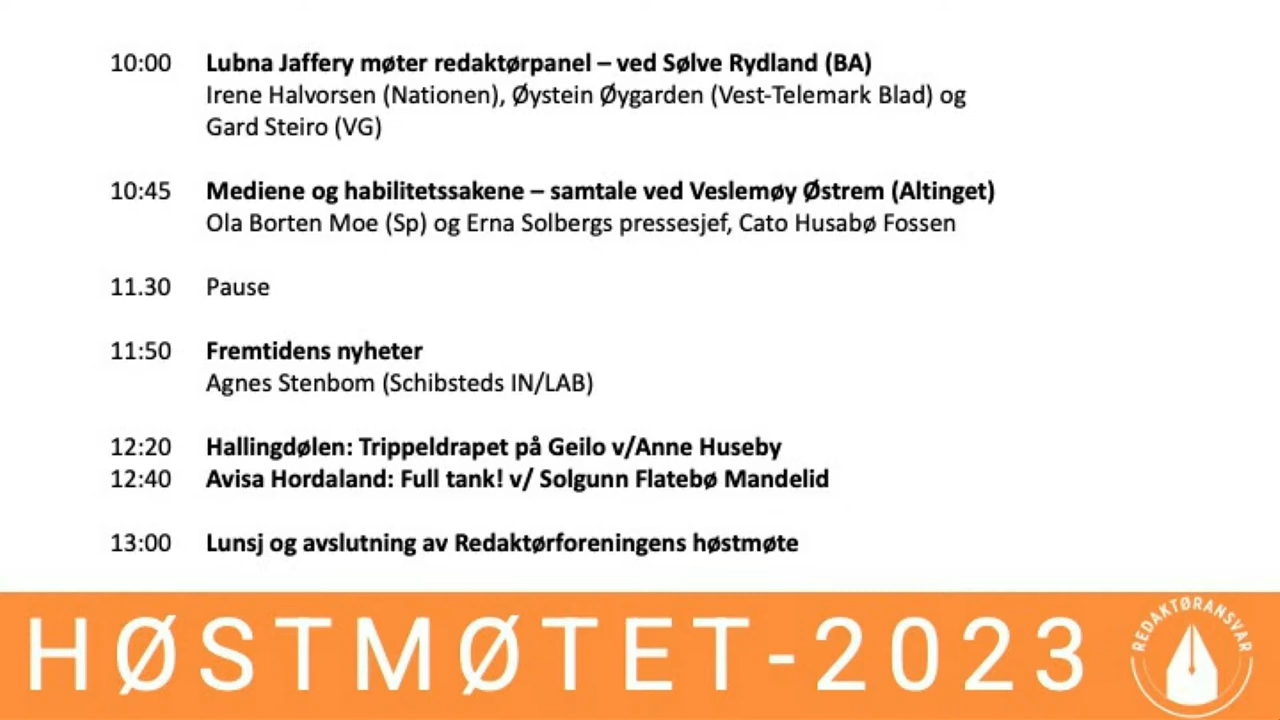 10:00 Lubna Jaffery møter redaktørpanel – ved Sølve Rydland (BA)
Irene Halvorsen (Nationen), Øystein Øygarden (Vest-Telemark Blad) og
Gard Steiro (VG)
10:45 Mediene og habilitetssakene – samtale ved Veslemøy Østrem (Altinget)
Ola Borten Moe (Sp) og Erna Solbergs pressesjef, Cato Husabø Fossen
11.30 Pause
11:50 Fremtidens nyheter
Agnes Stenbom (Schibsteds IN/LAB)
12:20 Hallingdølen: Trippeldrapet på Geilo v/Anne Huseby
12:40 Avisa Hordaland: Full tank! v/ Solgunn Flatebø Mandelid
13:00 Lunsj og avslutning av Redaktørforeningens høstmøte
HØSTMØTET-2023
REDAKTØRANSVAR